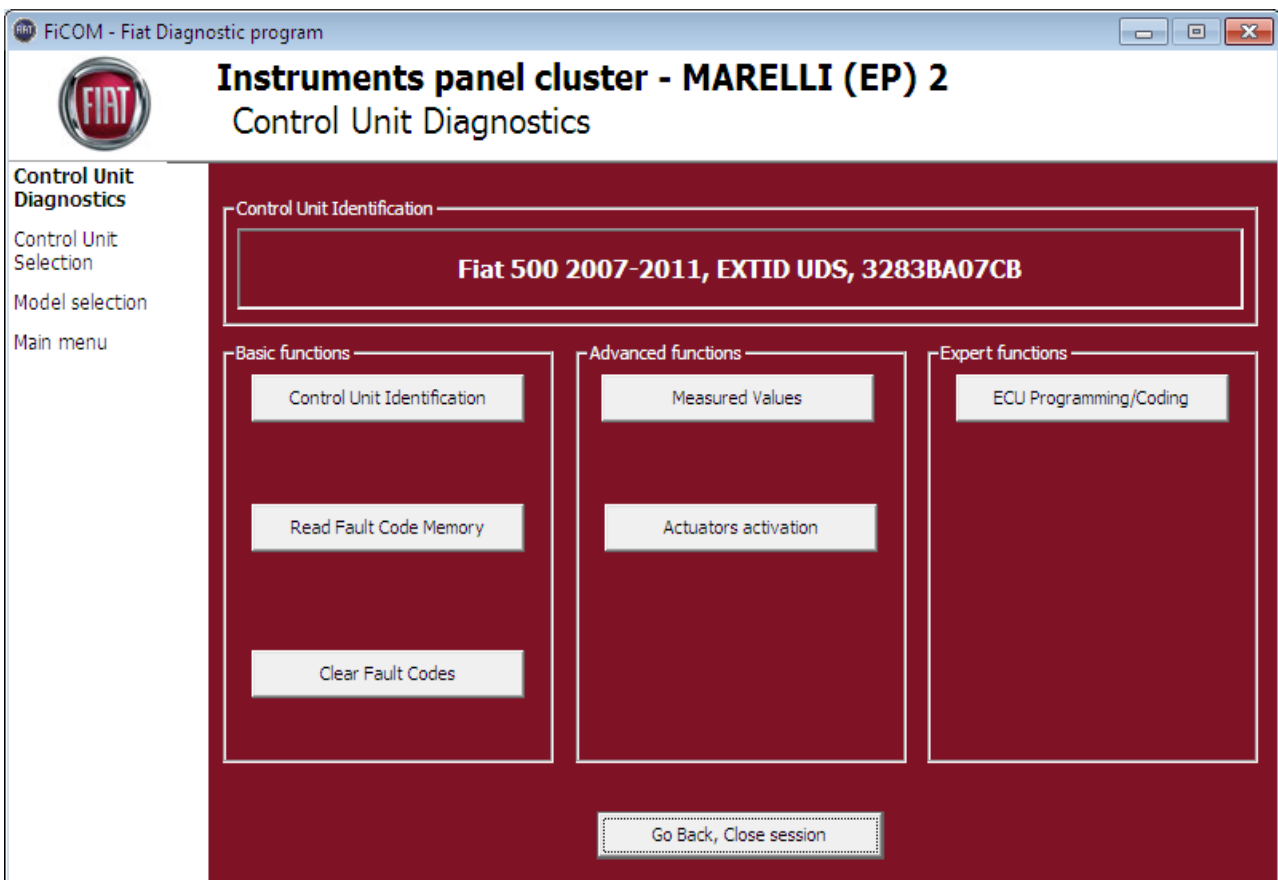 FiCOM - Fiat Diagnostic program
FIAT
Instruments panel cluster - MARELLI (EP) 2
Control Unit Diagnostics
Control Unit
Diagnostics
Control Unit
Selection
Model selection
Main menu
Control Unit Identification
Fiat 500 2007-2011, EXTID UDS, 3283BA07CB
Basic functions
Control Unit Identification
Read Fault Code Memory
Clear Fault Codes
Advanced functions
Measured Values
Actuators activation
Expert functions
ECU Programming/Coding
Go Back, Close session